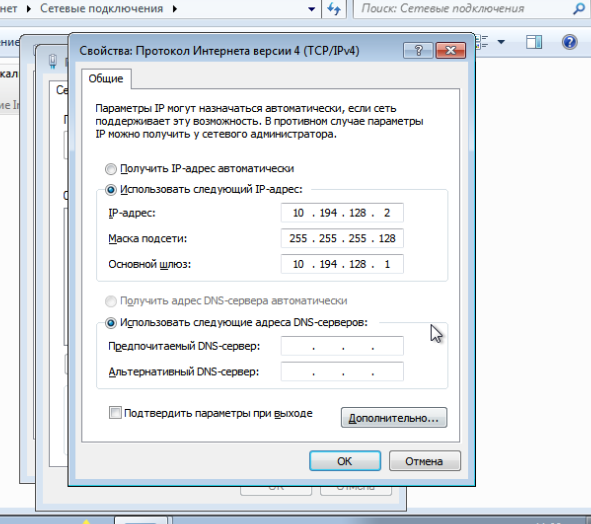 нет ▸ Сетевые подключения ▸
Поиск: Сетевые подключения
Свойства: Протокол Интернета версии 4 (TCP/IPv4)
Общие
Параметры IP могут назначаться автоматически, если сеть
поддерживает эту возможность. В противном случае параметры
IP можно получить у сетевого администратора.
Получить IP-адрес автоматически
Использовать следующий IP-адрес:
IP-адрес: 10 . 194 . 128 . 2
Маска подсети: 255 . 255 . 255 . 128
Основной шлюз: 10 . 194 . 128 . 1
Получить адрес DNS-сервера автоматически
Использовать следующие адреса DNS-серверов:
Предпочитаемый DNS-сервер: . . .
Альтернативный DNS-сервер: . . .
Подтвердить параметры при выходе
Дополнительно...
OK Отмена